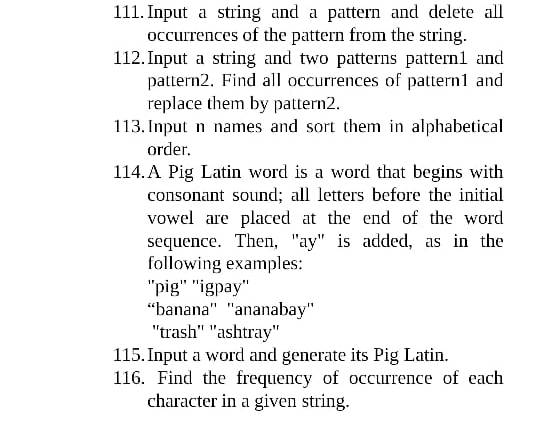 111. Input a string and a pattern and delete all
occurrences of the pattern from the string.
112. Input a string and two patterns pattern1 and
pattern2. Find all occurrences of pattern1 and
replace them by pattern2.
113. Input n names and sort them in alphabetical
order.
114. A Pig Latin word is a word that begins with
consonant sound; all letters before the initial
vowel are placed at the end of the word
sequence. Then, "ay" is added, as in the
following examples:
"pig" "igpay"
“banana" "ananabay"
"trash" "ashtray"
115. Input a word and generate its Pig Latin.
116. Find the frequency of occurrence of each
character in a given string.